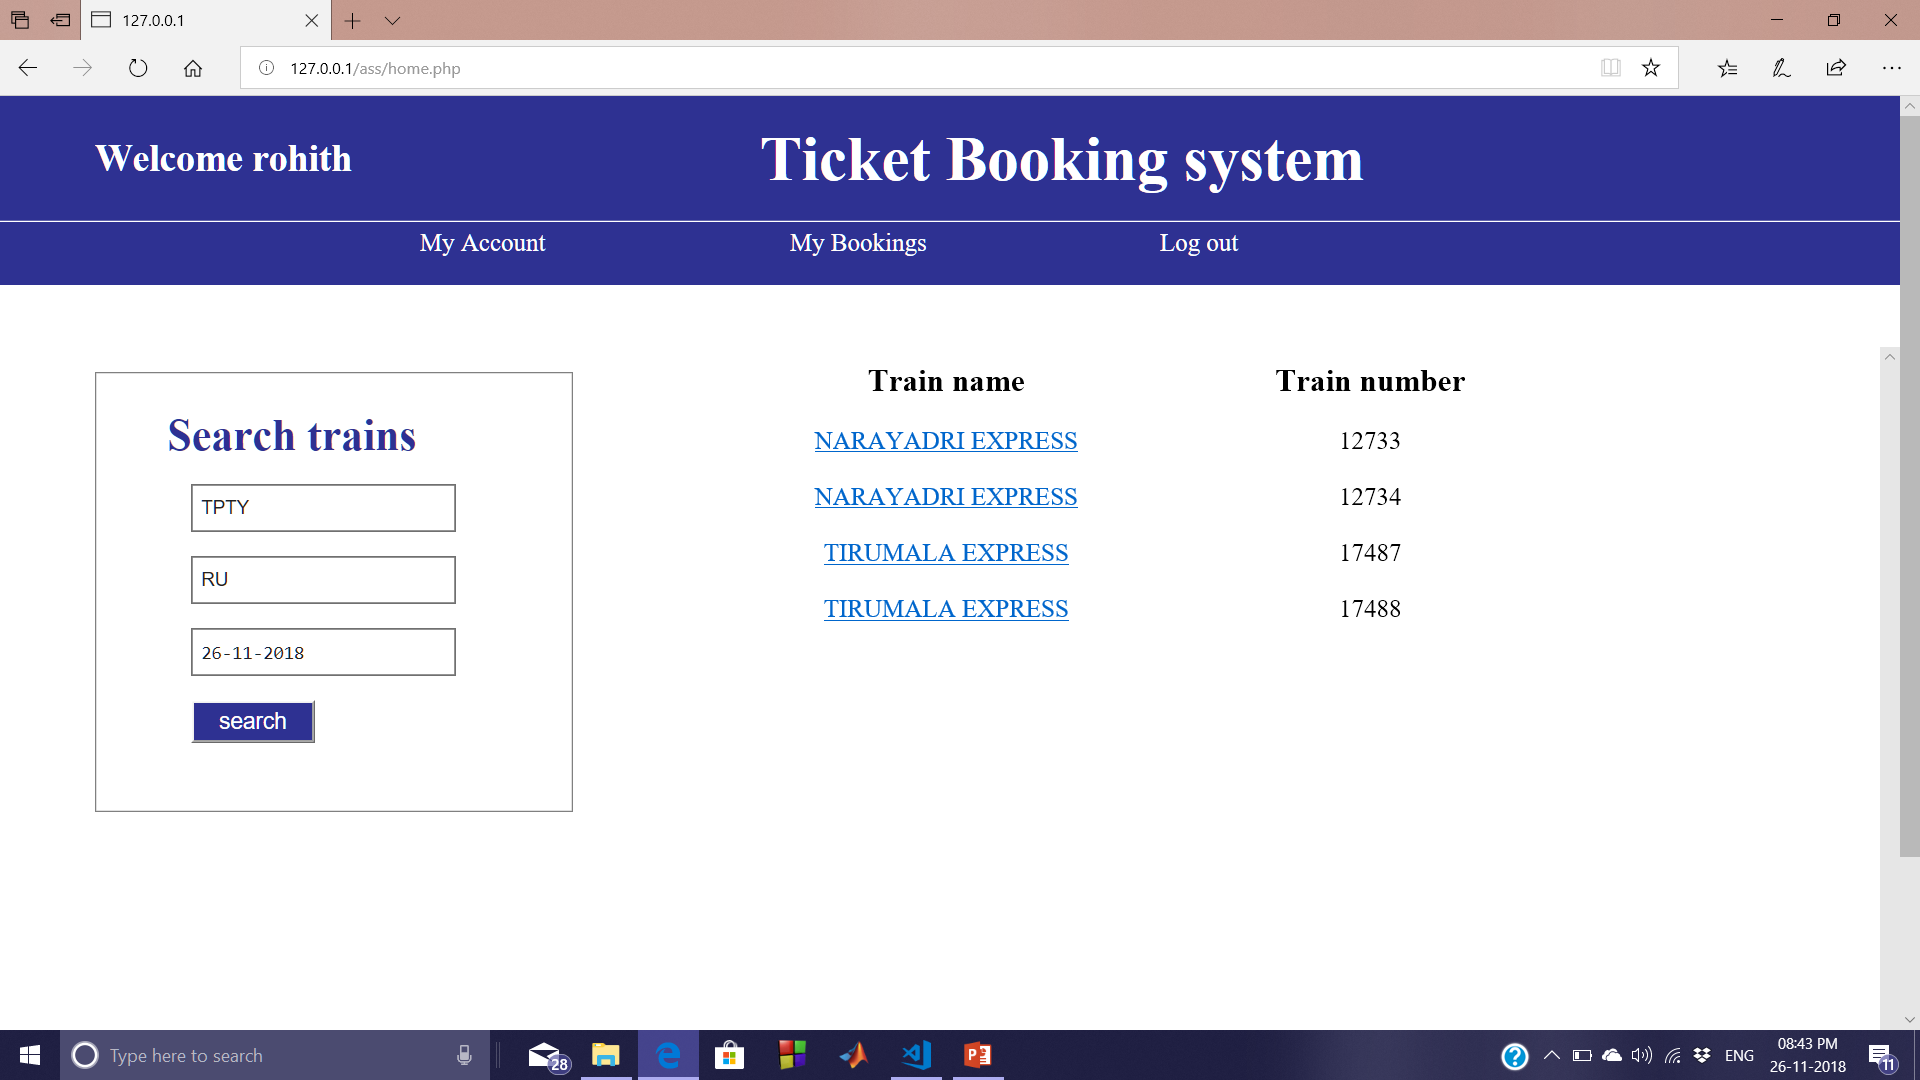 127.0.0.1
127.0.0.1/ass/home.php
Welcome rohith
Ticket Booking system
My Account My Bookings Log out
Search trains
TPTY
RU
26-11-2018
search
Train name Train number
NARAYADRI EXPRESS 12733
NARAYADRI EXPRESS 12734
TIRUMALA EXPRESS 17487
TIRUMALA EXPRESS 17488
Type here to search
28
ENG
08:43 PM
26-11-2018
11